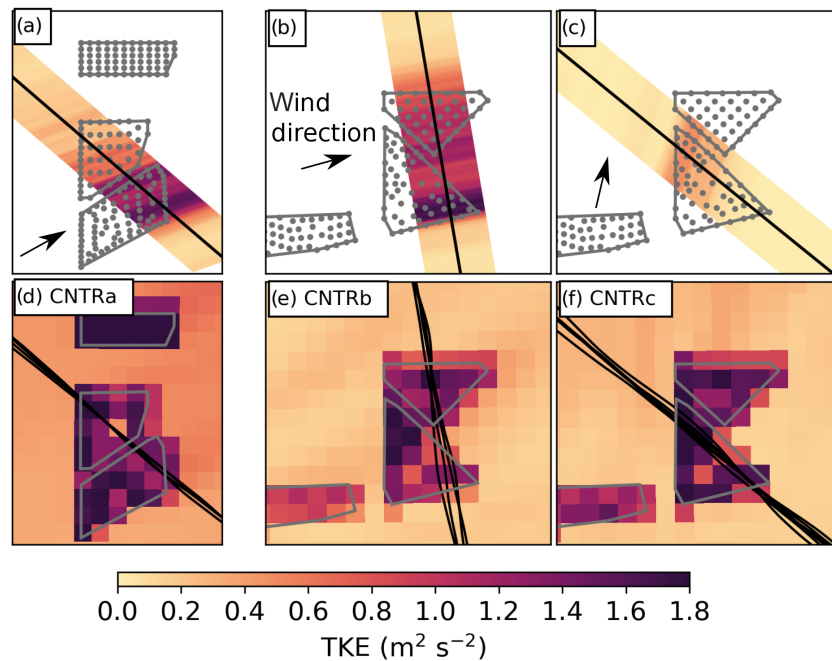 (a)
(b)
(c)
Wind
direction
(d) CNTRa
(e) CNTRb
(f) CNTRc
0.0 0.2 0.4 0.6 0.8 1.0 1.2 1.4 1.6 1.8
TKE (m² s⁻²)